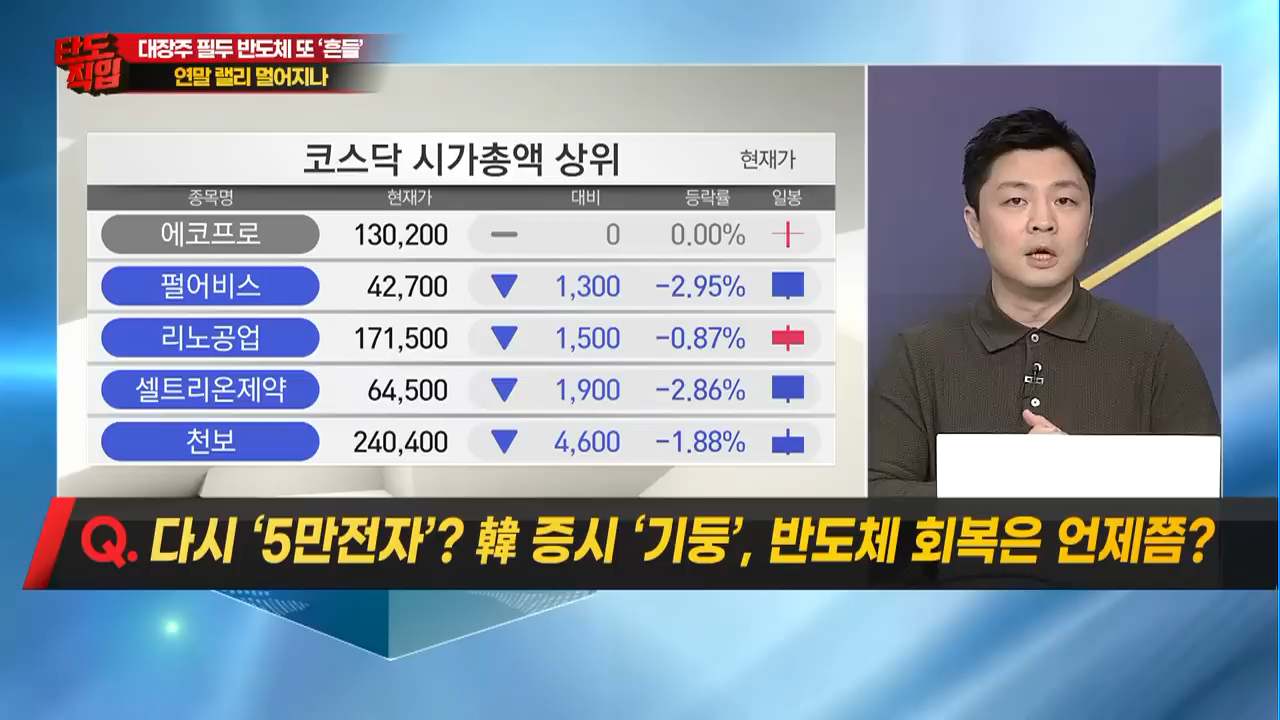 단도
직입
대장주 필두 반도체 또 ‘흔들’
연말 랠리 멀어지나
코스닥 시가총액 상위 현재가
종목명 현재가 대비 등락률 일봉
에코프로 130,200 0 0.00%
펄어비스 42,700 ▼ 1,300 -2.95%
리노공업 171,500 ▼ 1,500 -0.87%
셀트리온제약 64,500 ▼ 1,900 -2.86%
천보 240,400 ▼ 4,600 -1.88%
Q. 다시 ‘5만전자’? 韓 증시 ‘기둥’, 반도체 회복은 언제쯤?